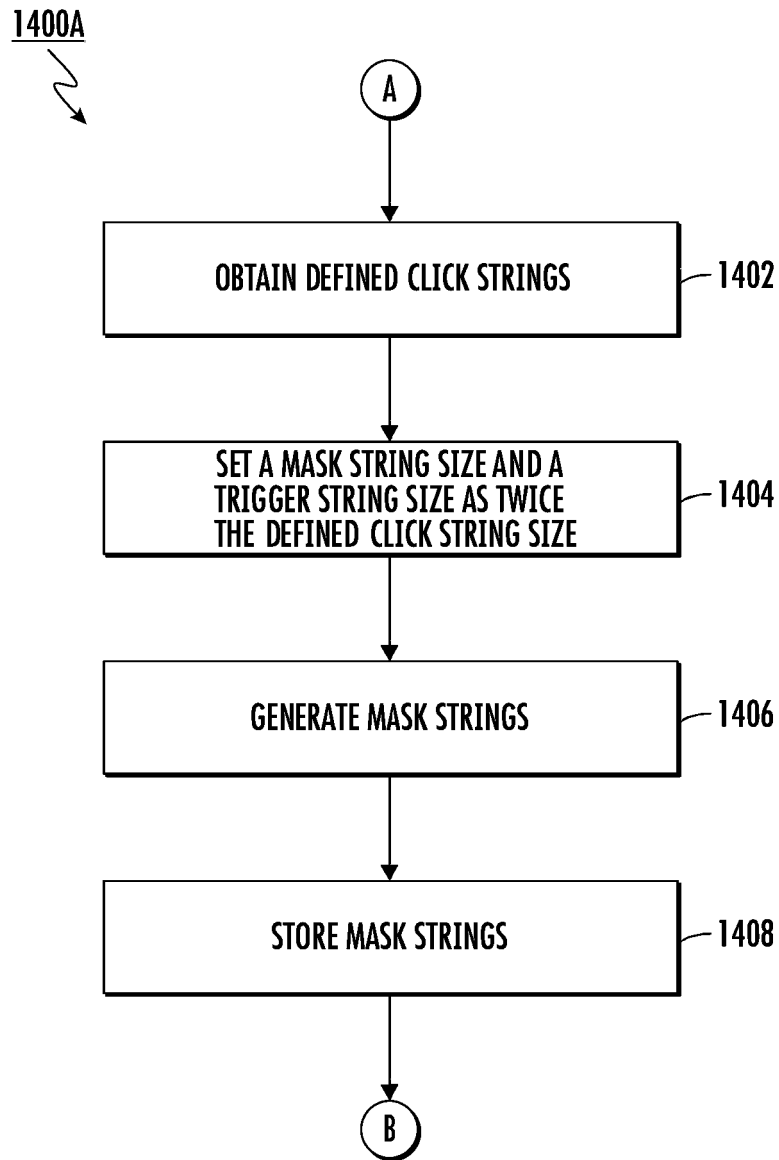 1400A
A
OBTAIN DEFINED CLICK STRINGS
1402
SET A MASK STRING SIZE AND A
TRIGGER STRING SIZE AS TWICE
THE DEFINED CLICK STRING SIZE
1404
GENERATE MASK STRINGS
1406
STORE MASK STRINGS
1408
B